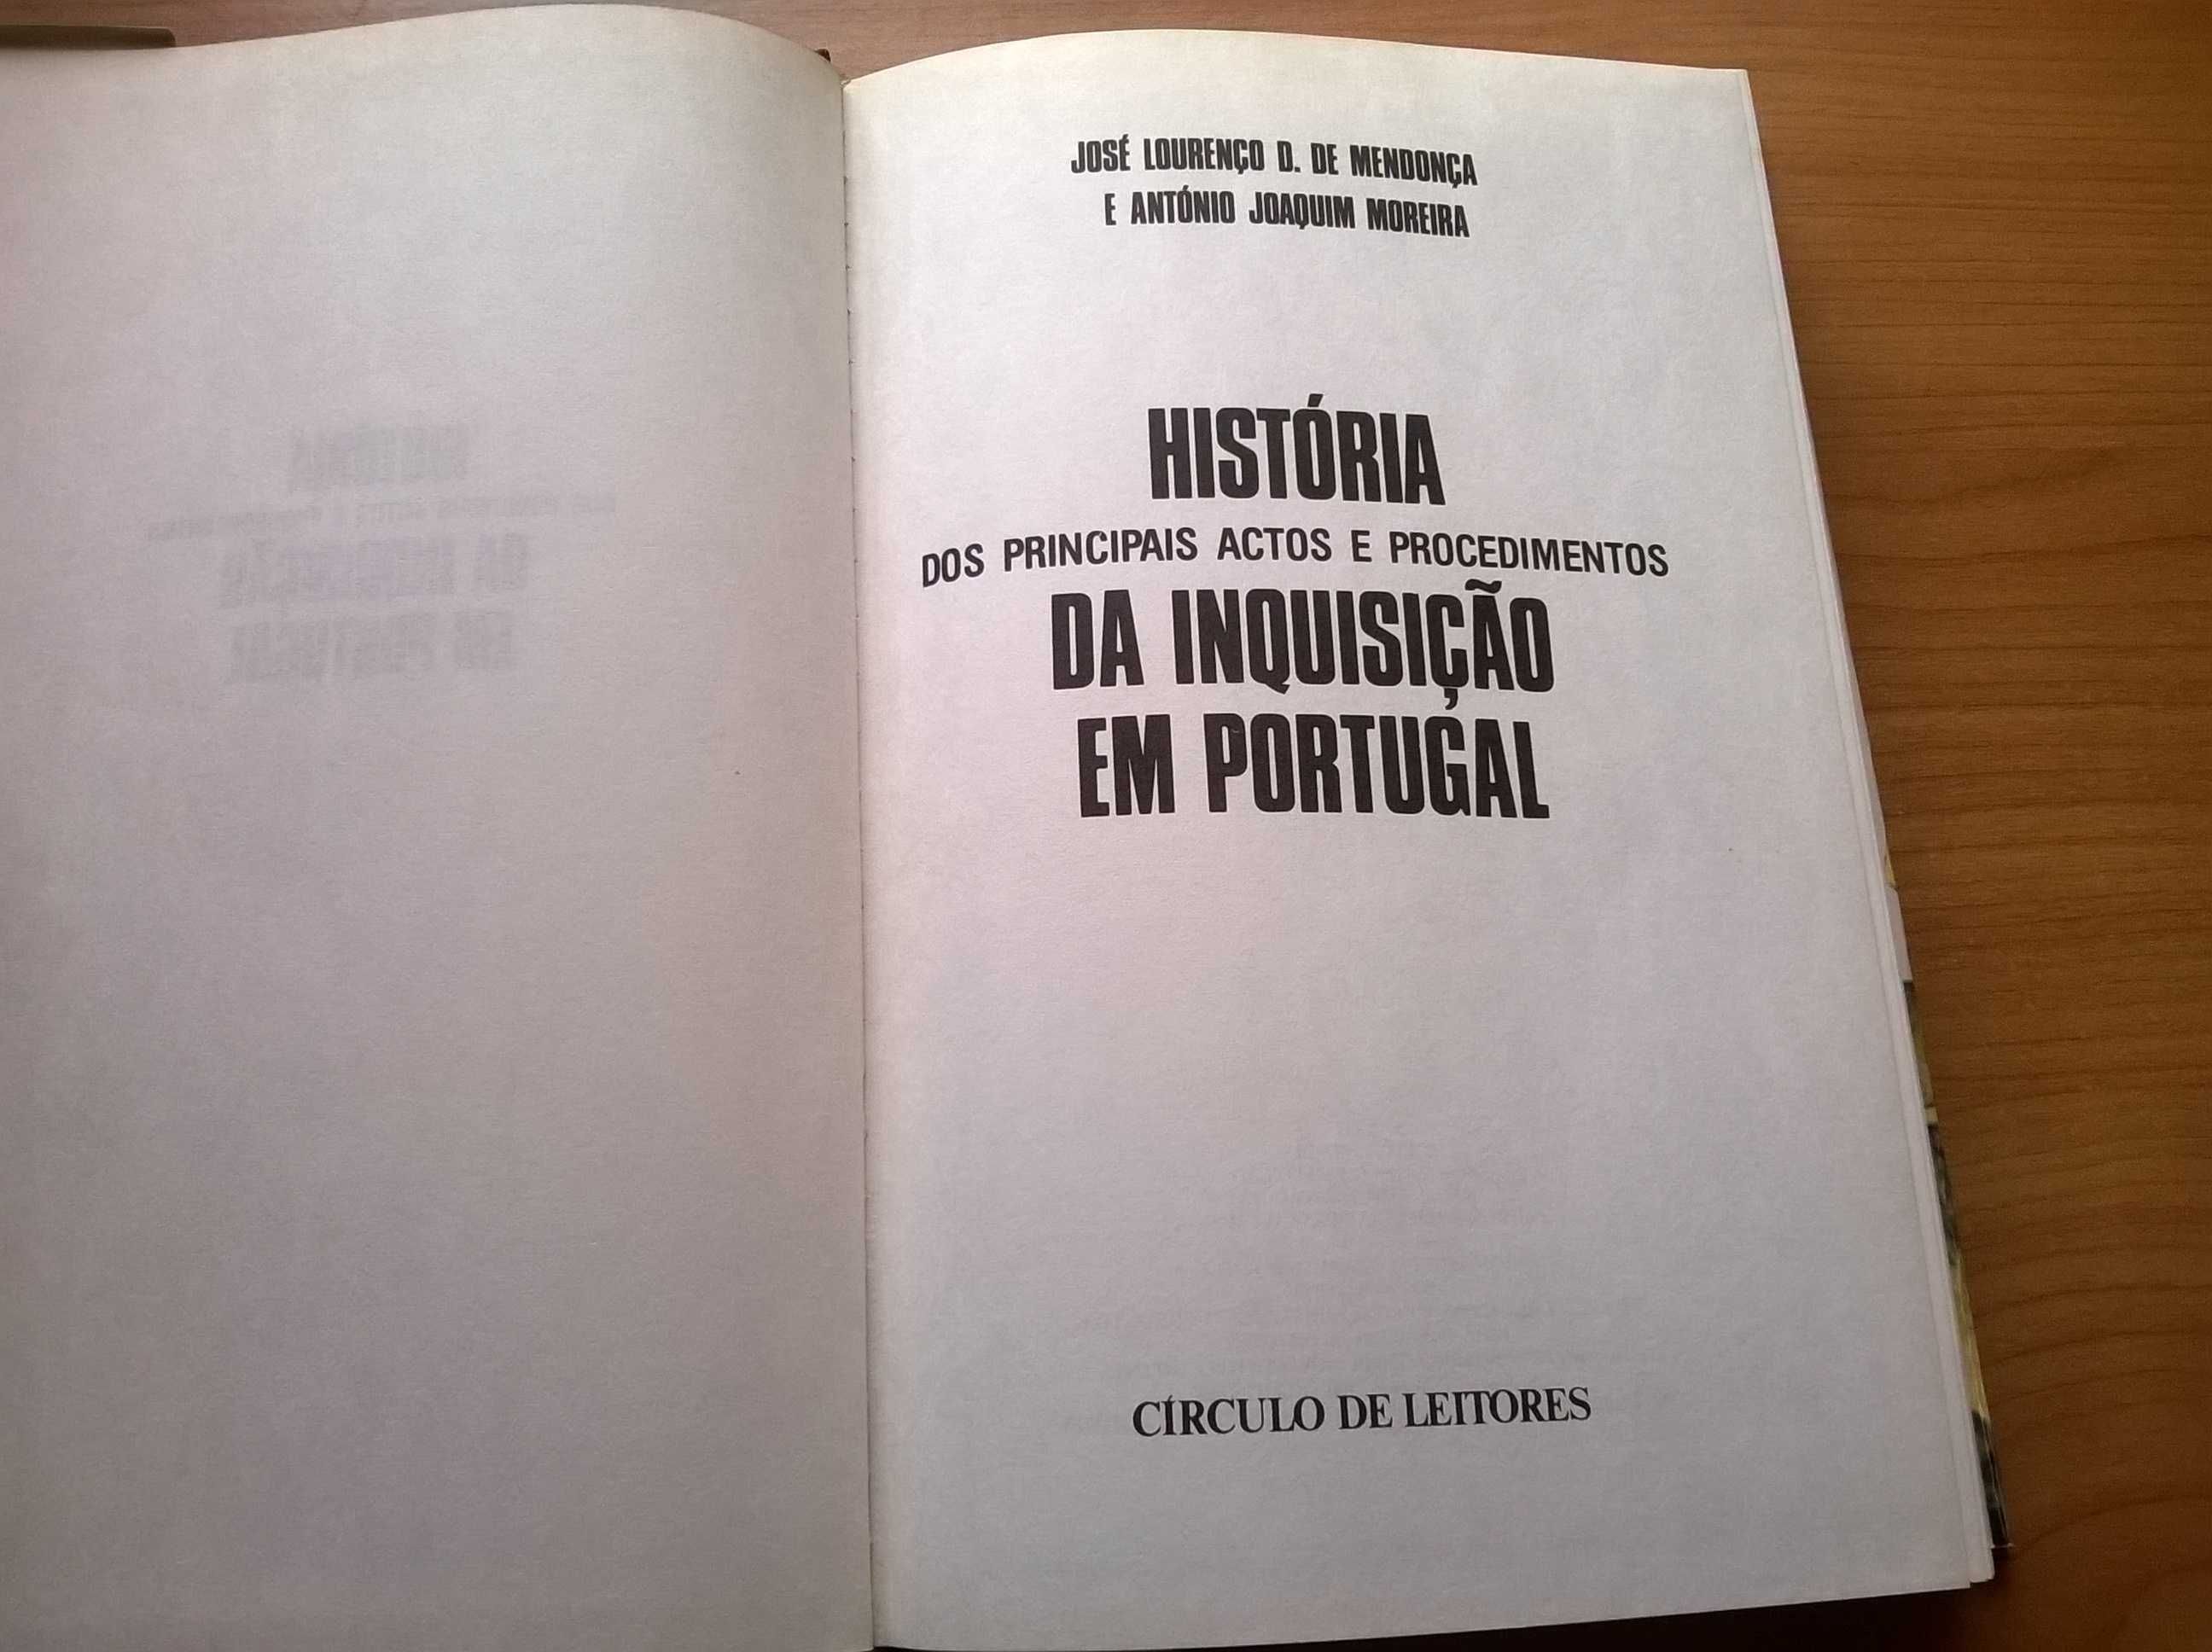 JOSÉ LOURENÇO D. DE MENDONÇA
E ANTÓNIO JOAQUIM MOREIRA
HISTÓRIA
DOS PRINCIPAIS ACTOS E PROCEDIMENTOS
DA INQUISIÇÃO
EM PORTUGAL
CÍRCULO DE LEITORES